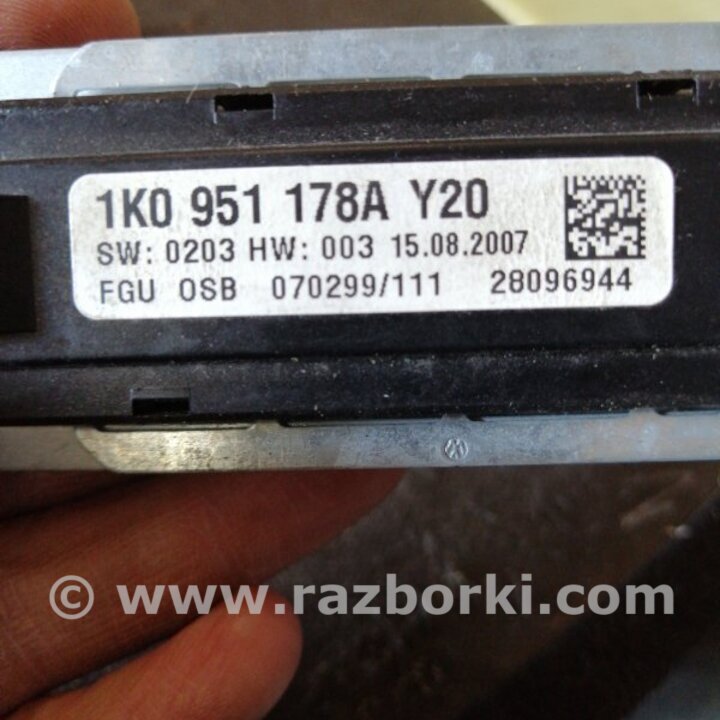 1K0 951 178A Y20
SW: 0203 HW: 003 15.08.2007
FGU OSB 070299/111 28096944
© www.razborki.com